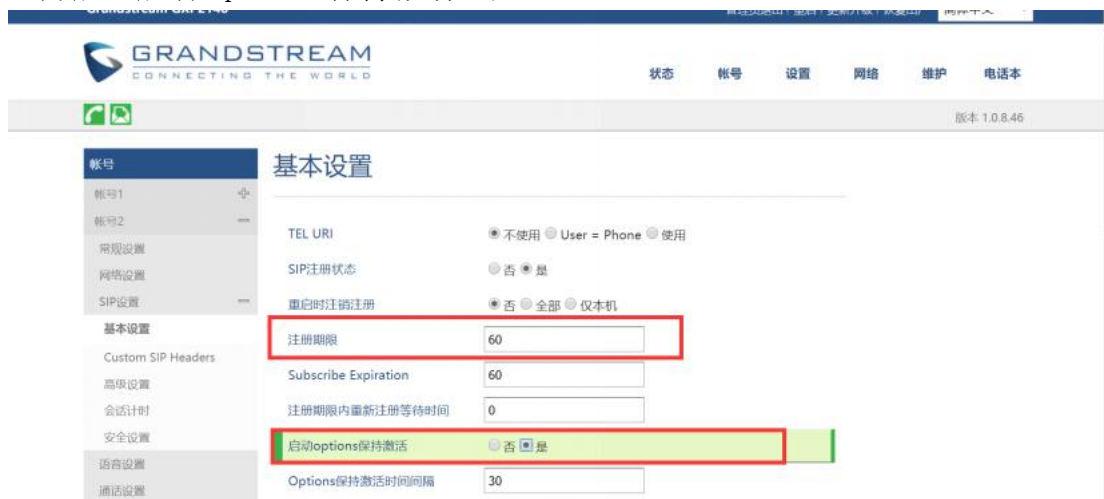 Grandstream GXP2140
GRANDSTREAM
CONNECTING THE WORLD
状态 帐号 设置 网络 维护 电话本
版本 1.0.8.46
帐号
帐号1
帐号2
常规设置
网络设置
SIP设置
基本设置
Custom SIP Headers
高级设置
会话计时
安全设置
语音设置
通话设置
基本设置
TEL URI 不使用 User = Phone 使用
SIP注册状态 否 是
重启时注销注册 否 全部 仅本机
注册期限 60
Subscribe Expiration 60
注册期限内重新注册等待时间 0
启动options保持激活 否 是
Options保持激活时间间隔 30